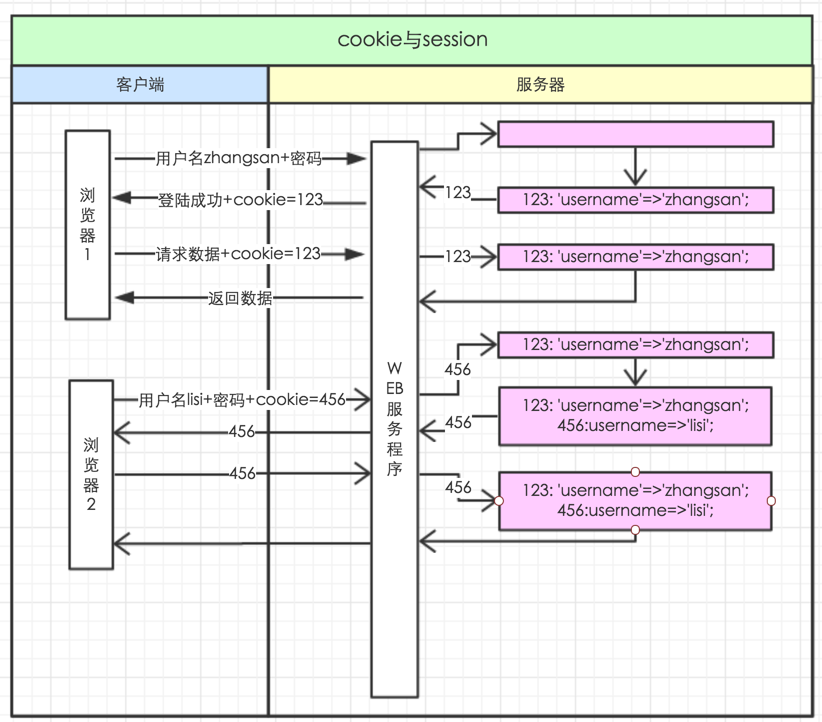 cookie与session
客户端
服务器
浏览器1
用户名zhangsan+密码
登陆成功+cookie=123
123
123: 'username'=>'zhangsan';
请求数据+cookie=123
123
123: 'username'=>'zhangsan';
返回数据
WEB服务程序
浏览器2
123: 'username'=>'zhangsan';
456
用户名lisi+密码+cookie=456
123: 'username'=>'zhangsan';
456:username=>'lisi';
456
456
456
456
123: 'username'=>'zhangsan';
456:username=>'lisi';